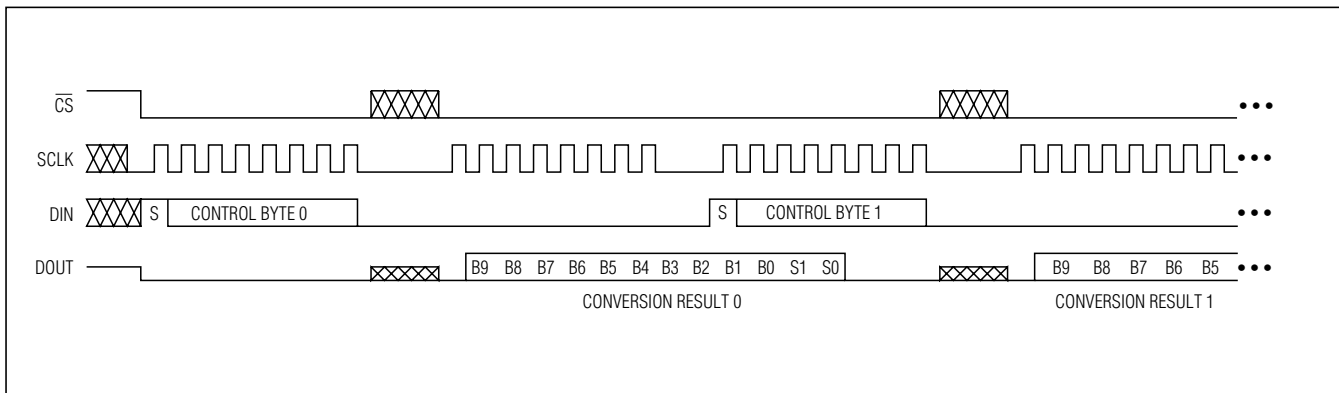 CS
•••
SCLK
•••
DIN S CONTROL BYTE 0 S CONTROL BYTE 1
•••
DOUT B9 B8 B7 B6 B5 B4 B3 B2 B1 B0 S1 S0 B9 B8 B7 B6 B5
•••
CONVERSION RESULT 0 CONVERSION RESULT 1